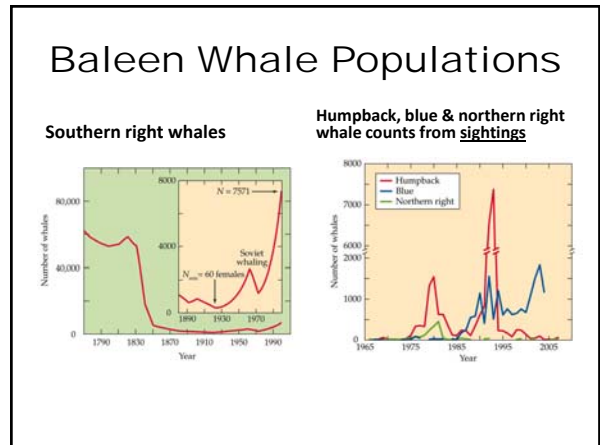 Baleen Whale Populations
Southern right whales
Humpback, blue & northern right
whale counts from sightings
Number of whales
80,000
40,000
0
1790
1830
1870
1910
1950
1990
Year
8000
4000
0
1890
1930
1970
N = 7571
Soviet
whaling
= 60 females
Number of whales
8000
7000
6000
2000
1000
0
Humpback
Blue
Northern right
1965
1975
1985
1995
2005
Year